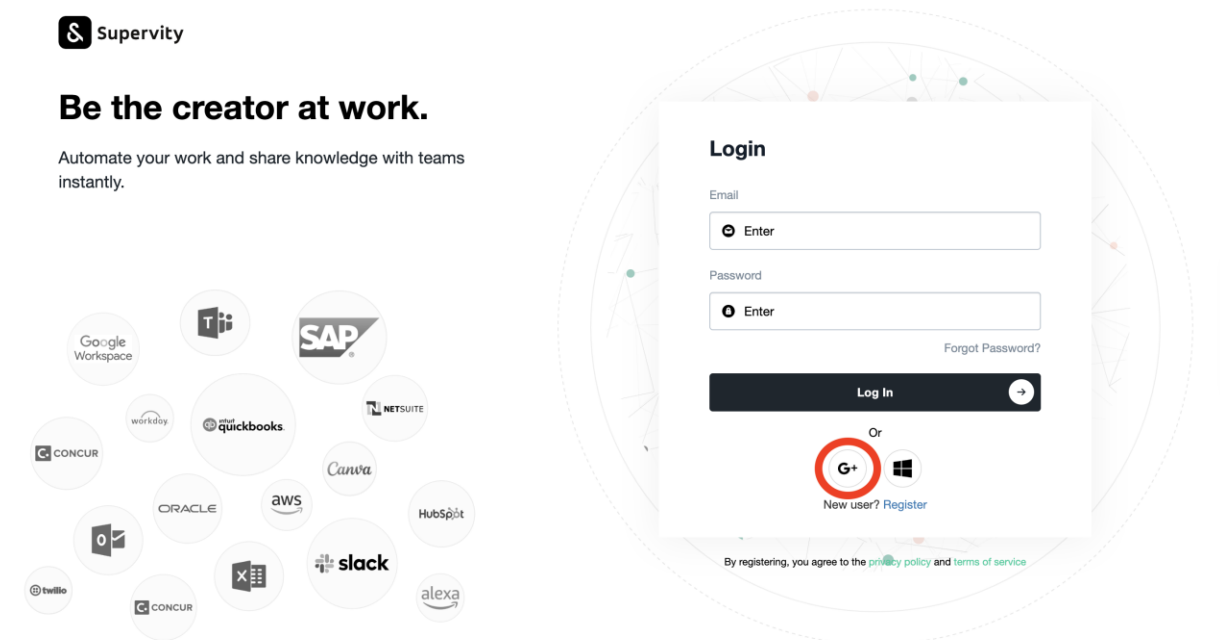 & Supervity
Be the creator at work.
Automate your work and share knowledge with teams
instantly.
Google
Workspace
T
SAP
®
workday.
intuit
qb quickbooks.
N NETSUITE
C. CONCUR
Canva
ORACLE
aws
HubSpot
O
X
slack
twilio
C. CONCUR
alexa
Login
Email
Enter
Password
Enter
Forgot Password?
Log In
Or
G+
New user? Register
By registering, you agree to the privacy policy and terms of service